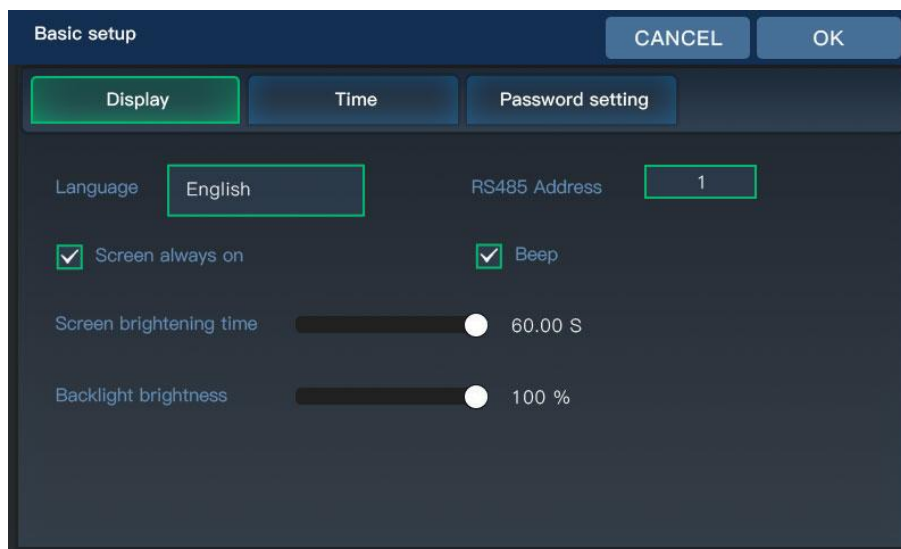 Basic setup CANCEL OK
Display Time Password setting
Language English RS485 Address 1
Screen always on Beep
Screen brightening time 60.00 S
Backlight brightness 100 %